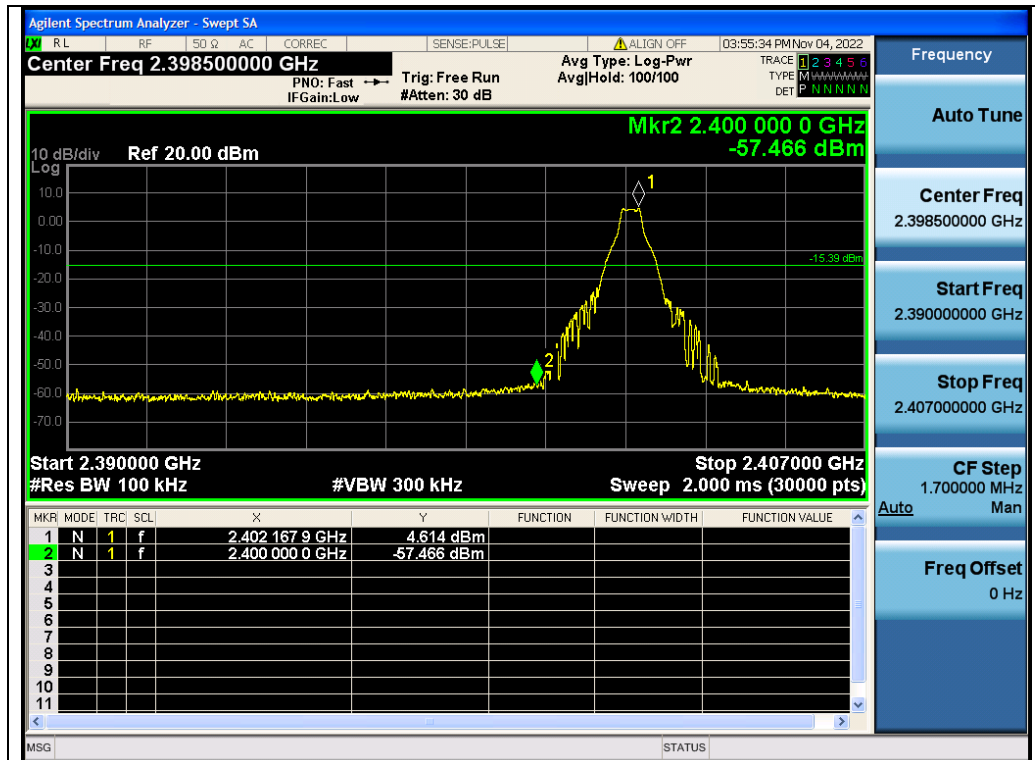 Agilent Spectrum Analyzer - Swept SA
LXI RL RF 50 Ω AC CORREC SENSE:PULSE ALIGN OFF 03:55:34 PM Nov 04, 2022
Center Freq 2.398500000 GHz
PNO: Fast
IFGain:Low
Trig: Free Run
#Atten: 30 dB
Avg Type: Log-Pwr
Avg|Hold: 100/100
TRACE 1 2 3 4 5 6
TYPE M WWWWW
DET P N N N N N
Mkr2 2.400 000 0 GHz
-57.466 dBm
10 dB/div Ref 20.00 dBm
Log
10.0
0.00
-10.0
-20.0
-30.0
-40.0
-50.0
-60.0
-70.0
1
-15.39 dBm
2
Start 2.390000 GHz Stop 2.407000 GHz
#Res BW 100 kHz #VBW 300 kHz Sweep 2.000 ms (30000 pts)
MKR MODE TRC SCL X Y FUNCTION FUNCTION WIDTH FUNCTION VALUE
1 N 1 f 2.402 167 9 GHz 4.614 dBm
2 N 1 f 2.400 000 0 GHz -57.466 dBm
3
4
5
6
7
8
9
10
11
MSG STATUS
Frequency
Auto Tune
Center Freq
2.398500000 GHz
Start Freq
2.390000000 GHz
Stop Freq
2.407000000 GHz
CF Step
1.700000 MHz
Auto Man
Freq Offset
0 Hz